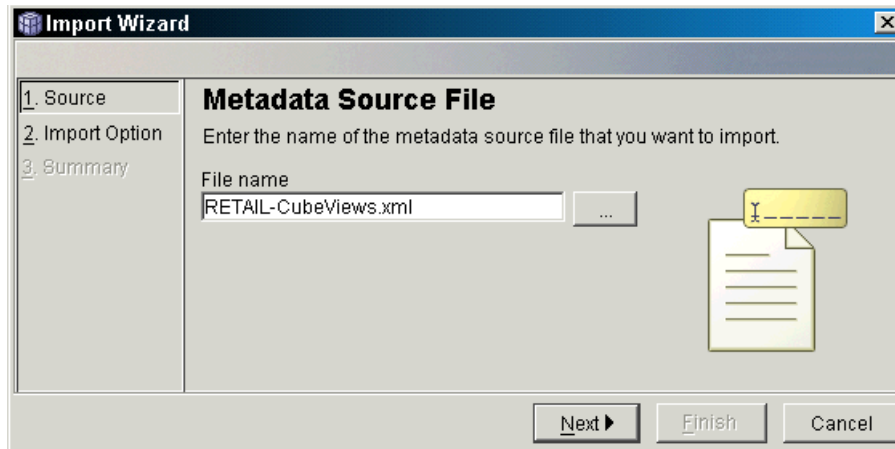 Import Wizard
1. Source
2. Import Option
3. Summary
Metadata Source File
Enter the name of the metadata source file that you want to import.
File name
RETAIL-CubeViews.xml
...
Next
Finish
Cancel